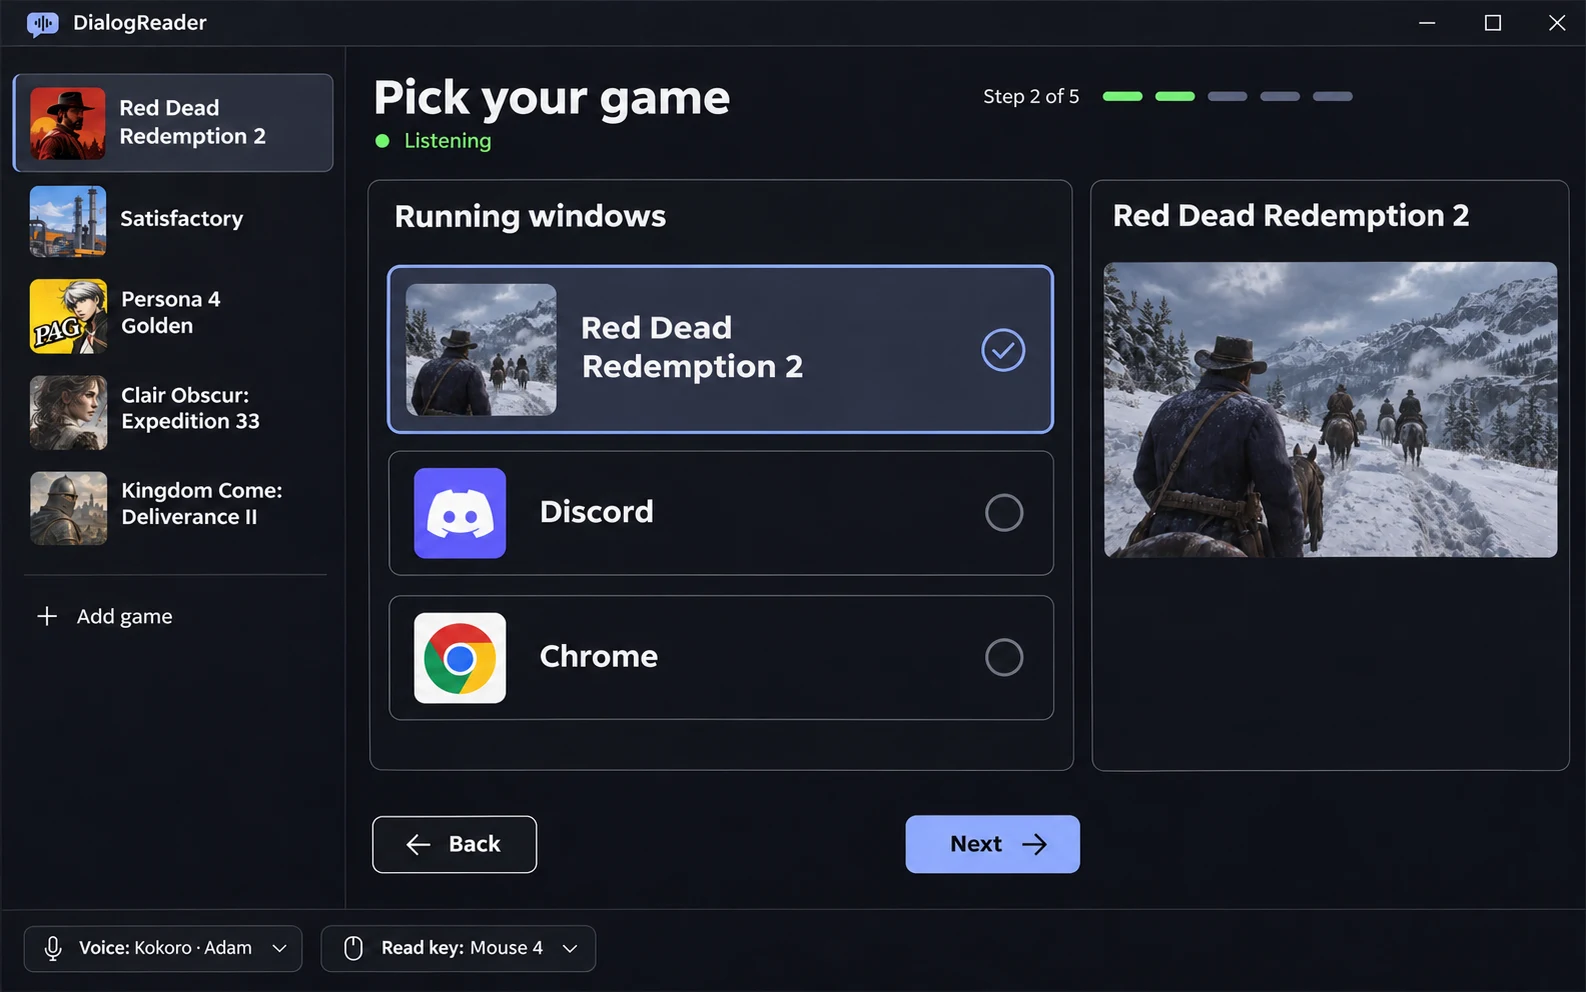 DialogReader
Red Dead
Redemption 2
Satisfactory
PAG
Persona 4
Golden
Clair Obscur:
Expedition 33
Kingdom Come:
Deliverance II
Add game
Pick your game
Listening
Step 2 of 5
Running windows
Red Dead
Redemption 2
Discord
Chrome
Red Dead Redemption 2
Back
Next
Voice: Kokoro · Adam
Read key: Mouse 4